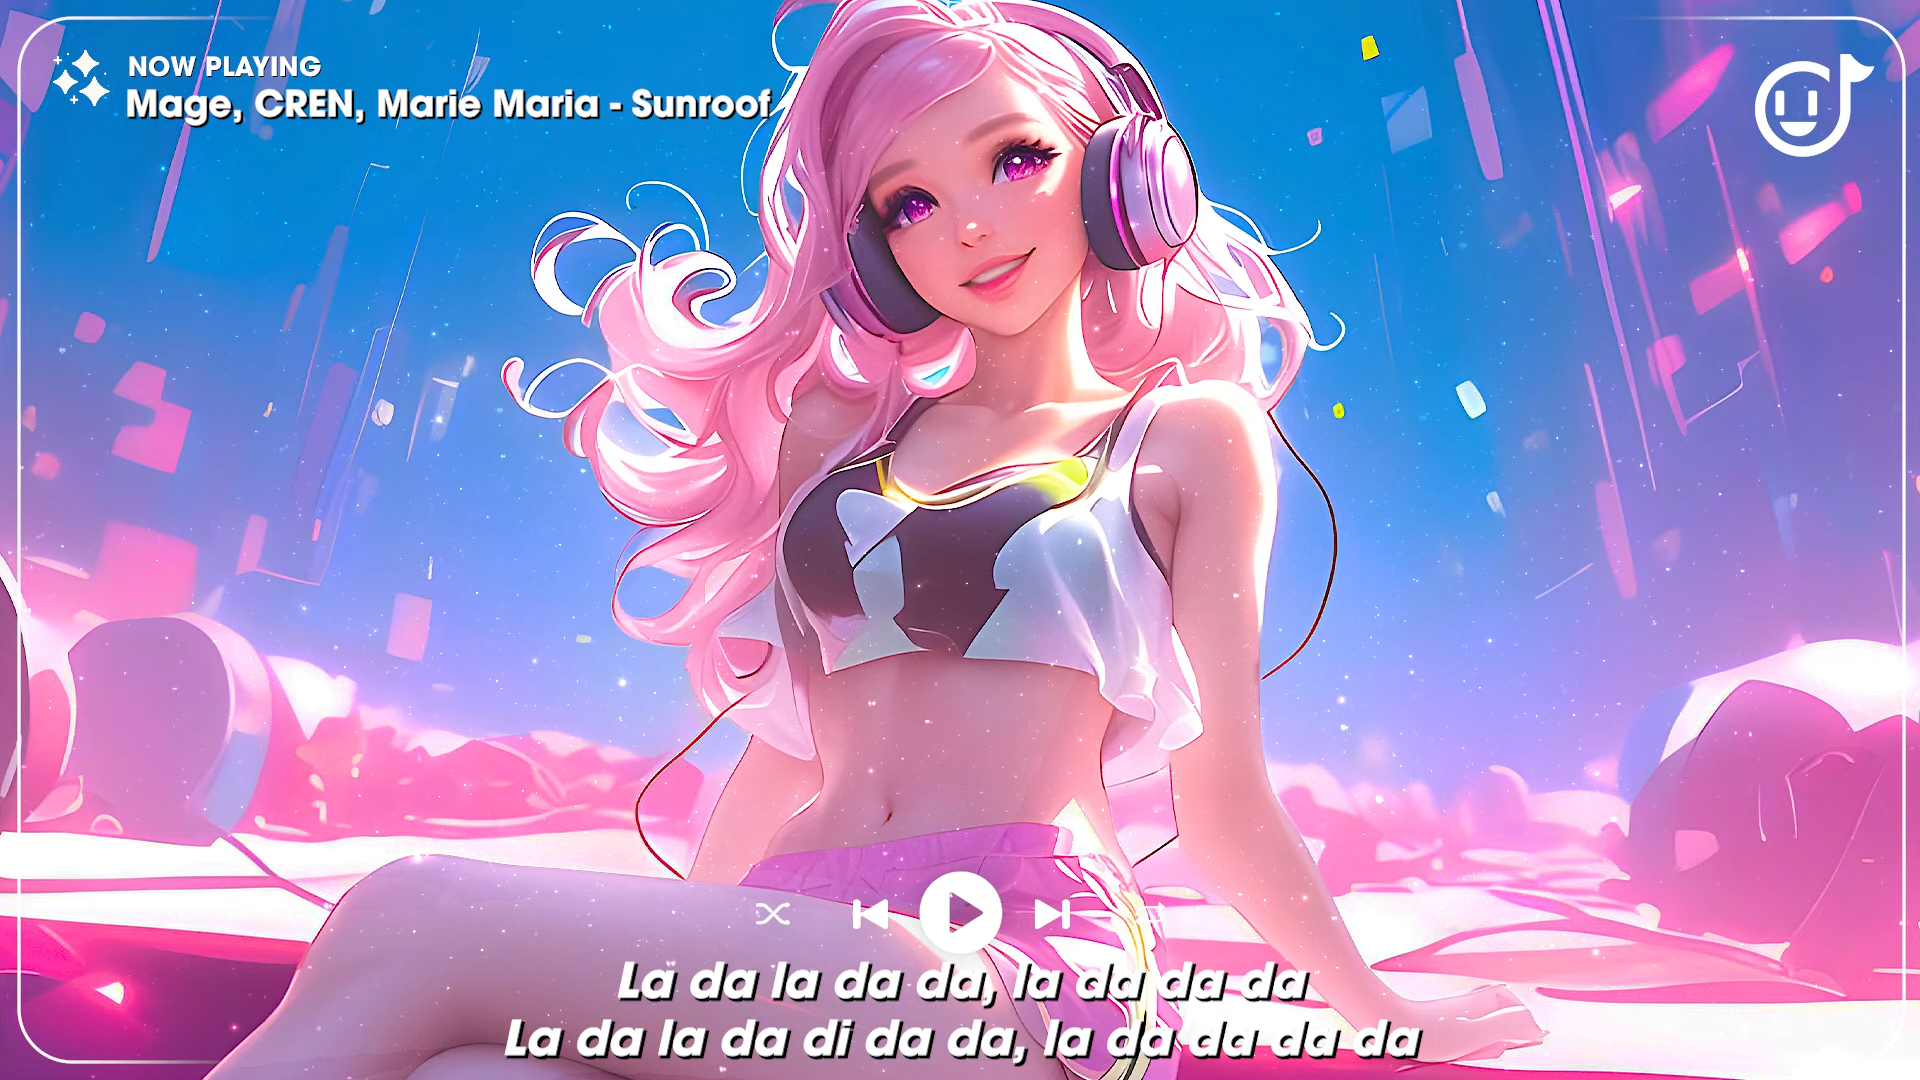 NOW PLAYING
Mage, CREN, Marie Maria - Sunroof
La da la da da, la da da da
La da la da di da da, la da da da da